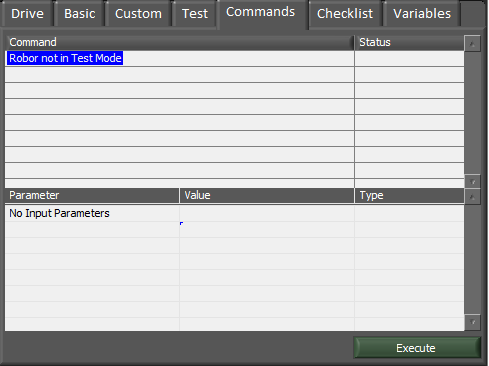 Drive Basic Custom Test Commands Checklist Variables
Command Status
Robor not in Test Mode
Parameter Value Type
No Input Parameters
Execute